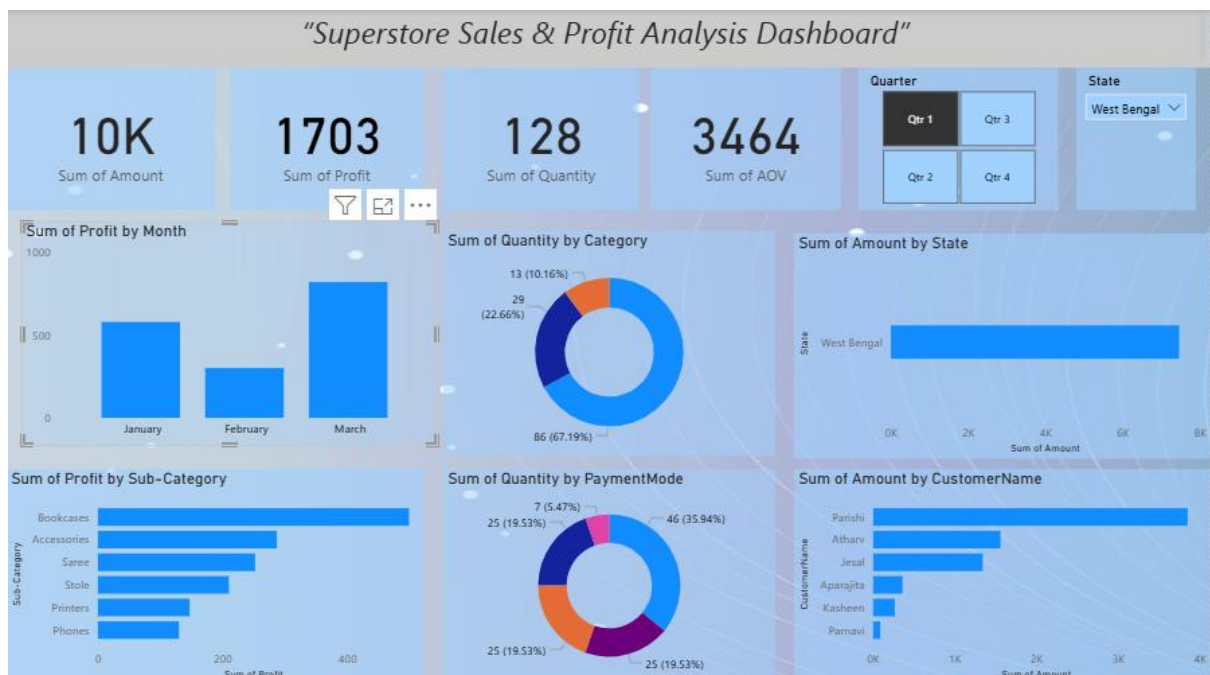 “Superstore Sales & Profit Analysis Dashboard”
10K
Sum of Amount
1703
Sum of Profit
128
Sum of Quantity
3464
Sum of AOV
Quarter
Qtr 1
Qtr 3
Qtr 2
Qtr 4
State
West Bengal
Sum of Profit by Month
1000
500
0
January
February
March
Sum of Quantity by Category
13 (10.16%)
29
(22.66%)
86 (67.19%)
Sum of Amount by State
State
West Bengal
0K
2K
4K
6K
8K
Sum of Amount
Sum of Profit by Sub-Category
Sub-Category
Bookcases
Accessories
Saree
Stole
Printers
Phones
0
200
400
Sum of Profit
Sum of Quantity by PaymentMode
7 (5.47%)
25 (19.53%)
46 (35.94%)
25 (19.53%)
25 (19.53%)
Sum of Amount by CustomerName
CustomerName
Parishi
Atharv
Jesal
Aparajita
Kasheen
Parnavi
0K
1K
2K
3K
4K
Sum of Amount